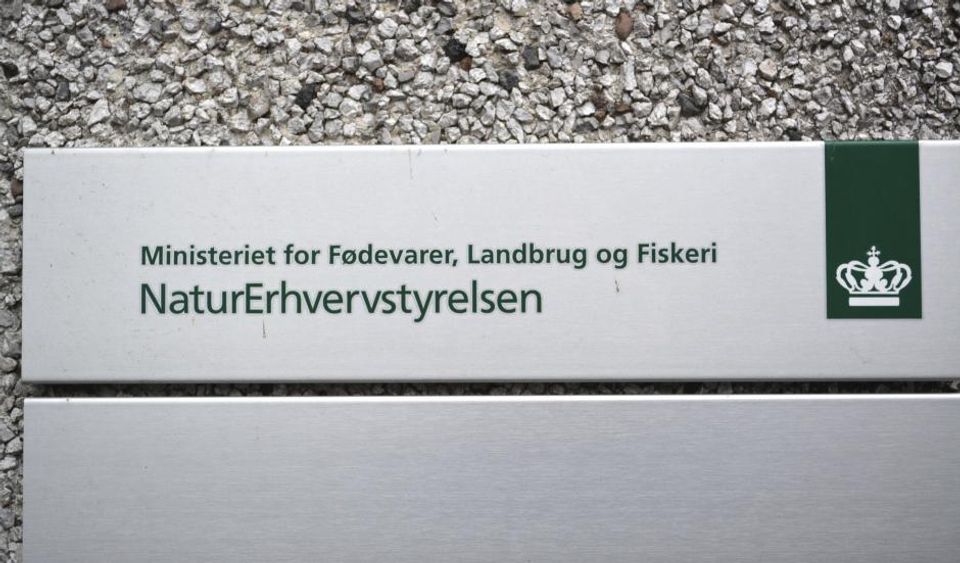 Ministeriet for Fødevarer, Landbrug og Fiskeri
NaturErhvervstyrelsen